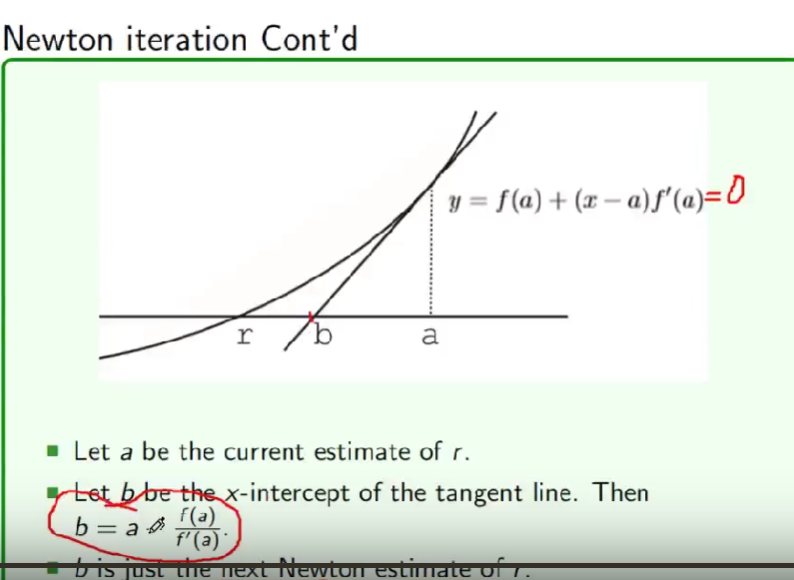 Newton iteration Cont'd
y = f(a) + (x − a)f′(a)=0
r b a
Let a be the current estimate of r.
Let b be the x-intercept of the tangent line. Then
b = a f(a)/f′(a).
b is just the next Newton estimate of r.